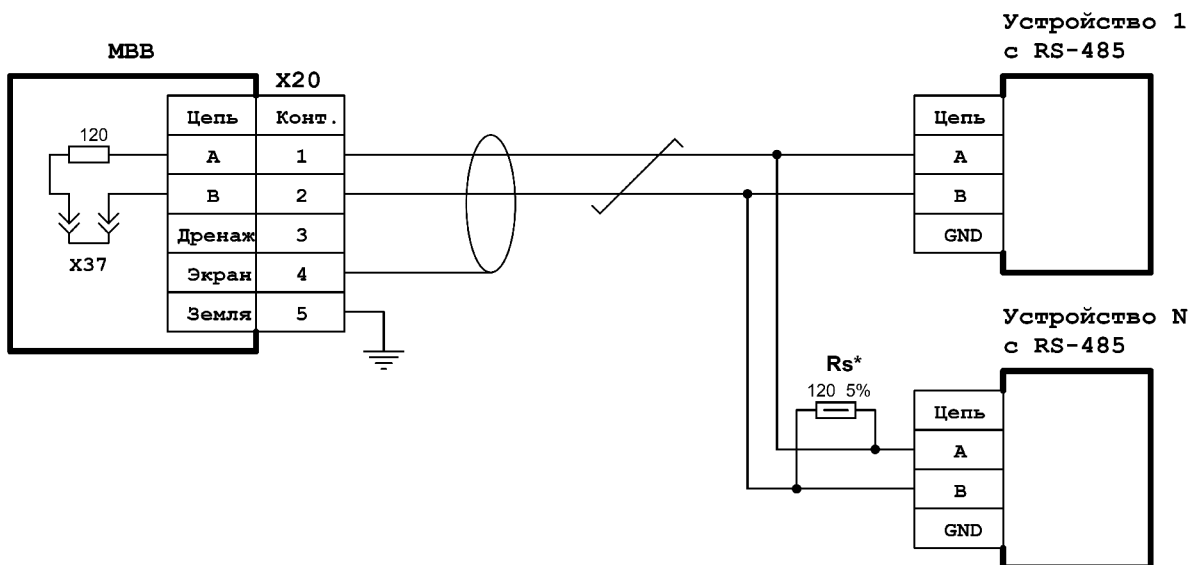 МВВ
X20
Цепь Конт.
А 1
В 2
Дренаж 3
Экран 4
Земля 5
120
X37
Устройство 1
с RS-485
Цепь
А
В
GND
Устройство N
с RS-485
Rs*
120 5%
Цепь
А
В
GND